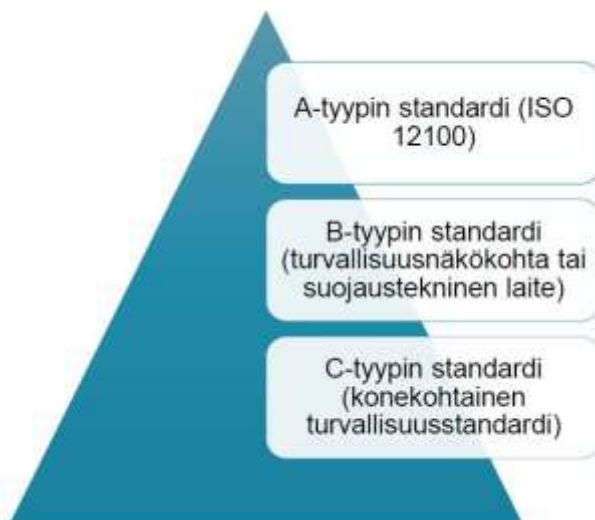 A-tyypin standardi (ISO
12100)
B-tyypin standardi
(turvallisuusnäkökohta tai
suojaustekninen laite)
C-tyypin standardi
(konekohtainen
turvallisuusstandardi)